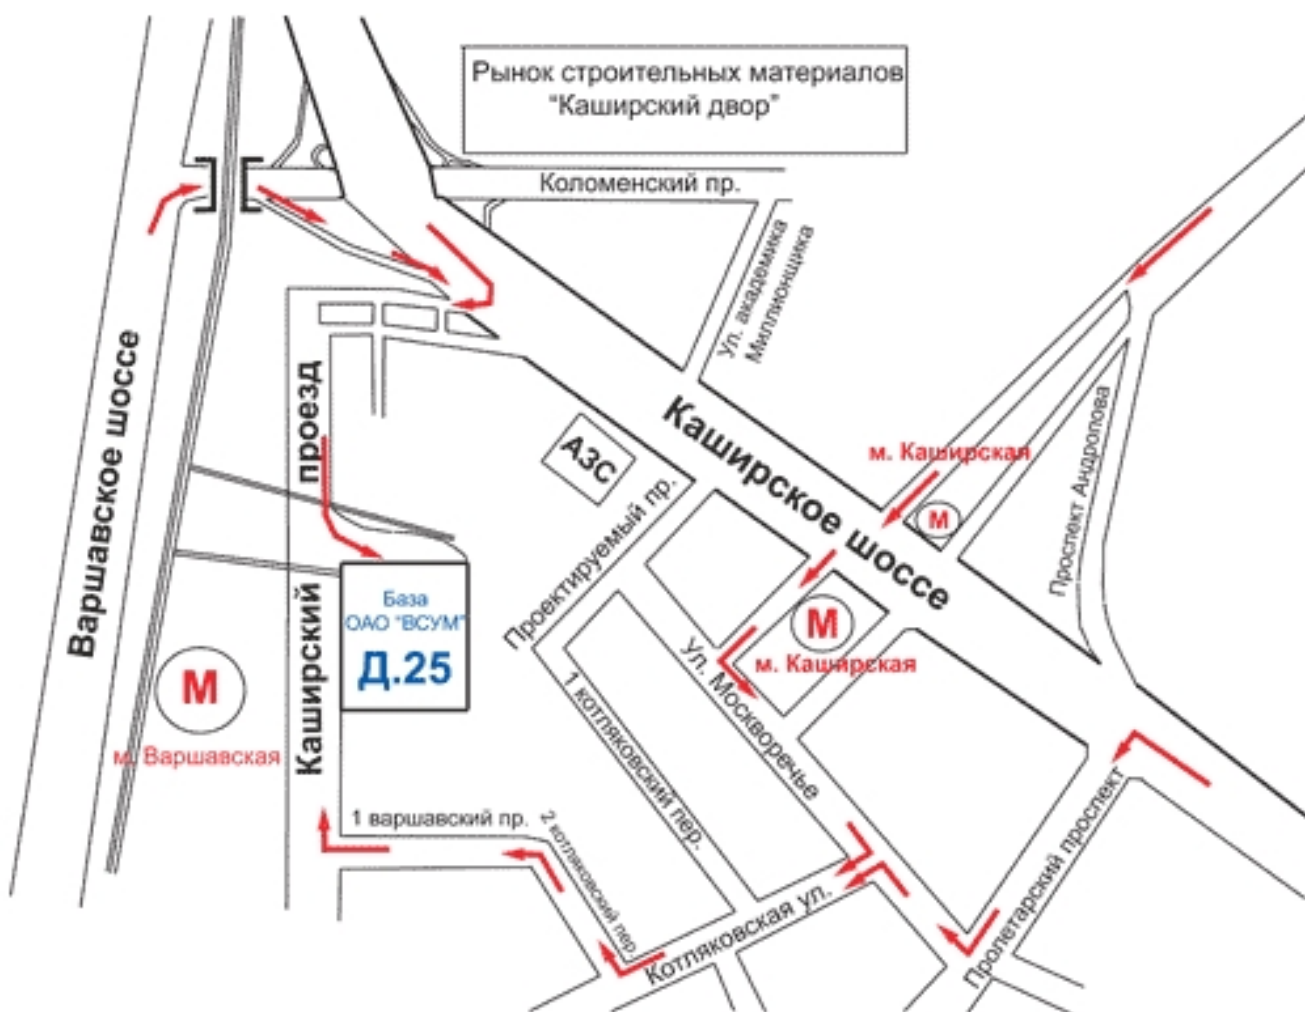 Рынок строительных материалов
“Каширский двор”
Коломенский пр.
Ул. академика
Миллионщика
Варшавское шоссе
Каширский проезд
АЗС
Каширское шоссе
м. Каширская
М
Проспект Андропова
Проектируемый пр.
База
ОАО “ВСУМ”
Д.25
М
м. Каширская
Ул. Москворечье
1 котляковский пер.
М
м. Варшавская
1 варшавский пр.
2 котляковский пер.
Котляковская ул.
Пролетарский проспект